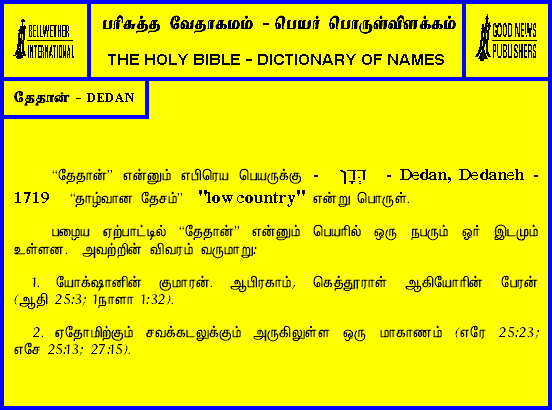 BELLWETHER
INTERNATIONAL
பரிசுத்த வேதாகமம் - பெயர் பொருள்விளக்கம்
THE HOLY BIBLE - DICTIONARY OF NAMES
GOOD NEWS
PUBLISHERS
தேதான் - DEDAN
“தேதான்” என்னும் எபிரெய பெயருக்கு - דְּדָן - Dedan, Dedaneh -
1719 “தாழ்வான தேசம்” "low country" என்று பொருள்.
பழைய ஏற்பாட்டில் “தேதான்” என்னும் பெயரில் ஒரு நபரும் ஓர் இடமும்
உள்ளன. அவற்றின் விவரம் வருமாறு:
1. யோக்ஷானின் குமாரன். ஆபிரகாம், கெத்தூராள் ஆகியோரின் பேரன்
(ஆதி 25:3; 1நாளா 1:32).
2. ஏதோமிற்கும் சவக்கடலுக்கும் அருகிலுள்ள ஒரு மாகாணம் (எரே 25:23;
எசே 25:13; 27:15).